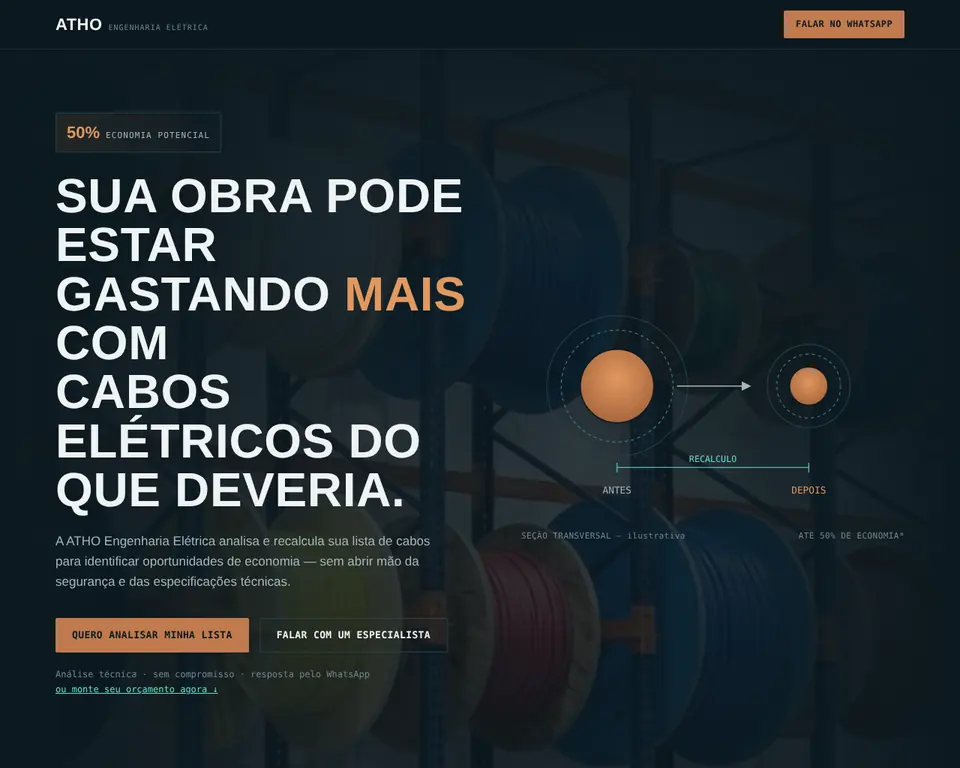 ATHO ENGENHARIA ELÉTRICA
FALAR NO WHATSAPP
50% ECONOMIA POTENCIAL
SUA OBRA PODE
ESTAR
GASTANDO MAIS
COM
CABOS
ELÉTRICOS DO
QUE DEVERIA.
A ATHO Engenharia Elétrica analisa e recalcula sua lista de cabos
para identificar oportunidades de economia — sem abrir mão da
segurança e das especificações técnicas.
QUERO ANALISAR MINHA LISTA
FALAR COM UM ESPECIALISTA
Análise técnica · sem compromisso · resposta pelo WhatsApp
ou monte seu orçamento agora ↓
RECÁLCULO
ANTES
DEPOIS
SEÇÃO TRANSVERSAL — ilustrativa
ATÉ 50% DE ECONOMIA*